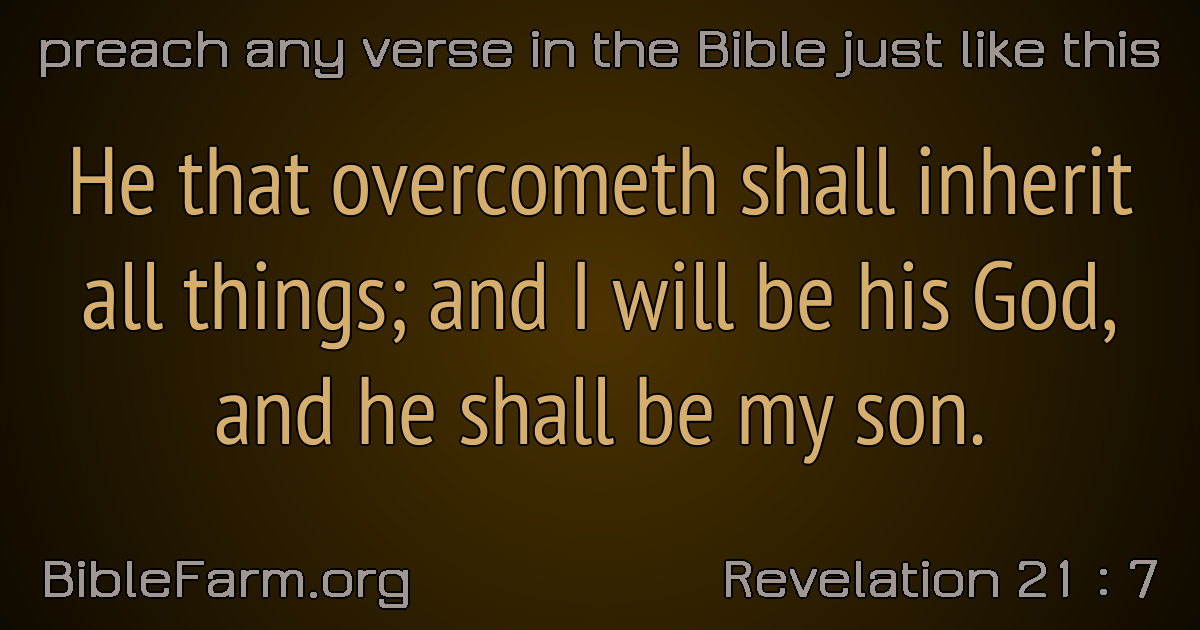 preach any verse in the Bible just like this
He that overcometh shall inherit
all things; and I will be his God,
and he shall be my son.
BibleFarm.org
Revelation 21 : 7